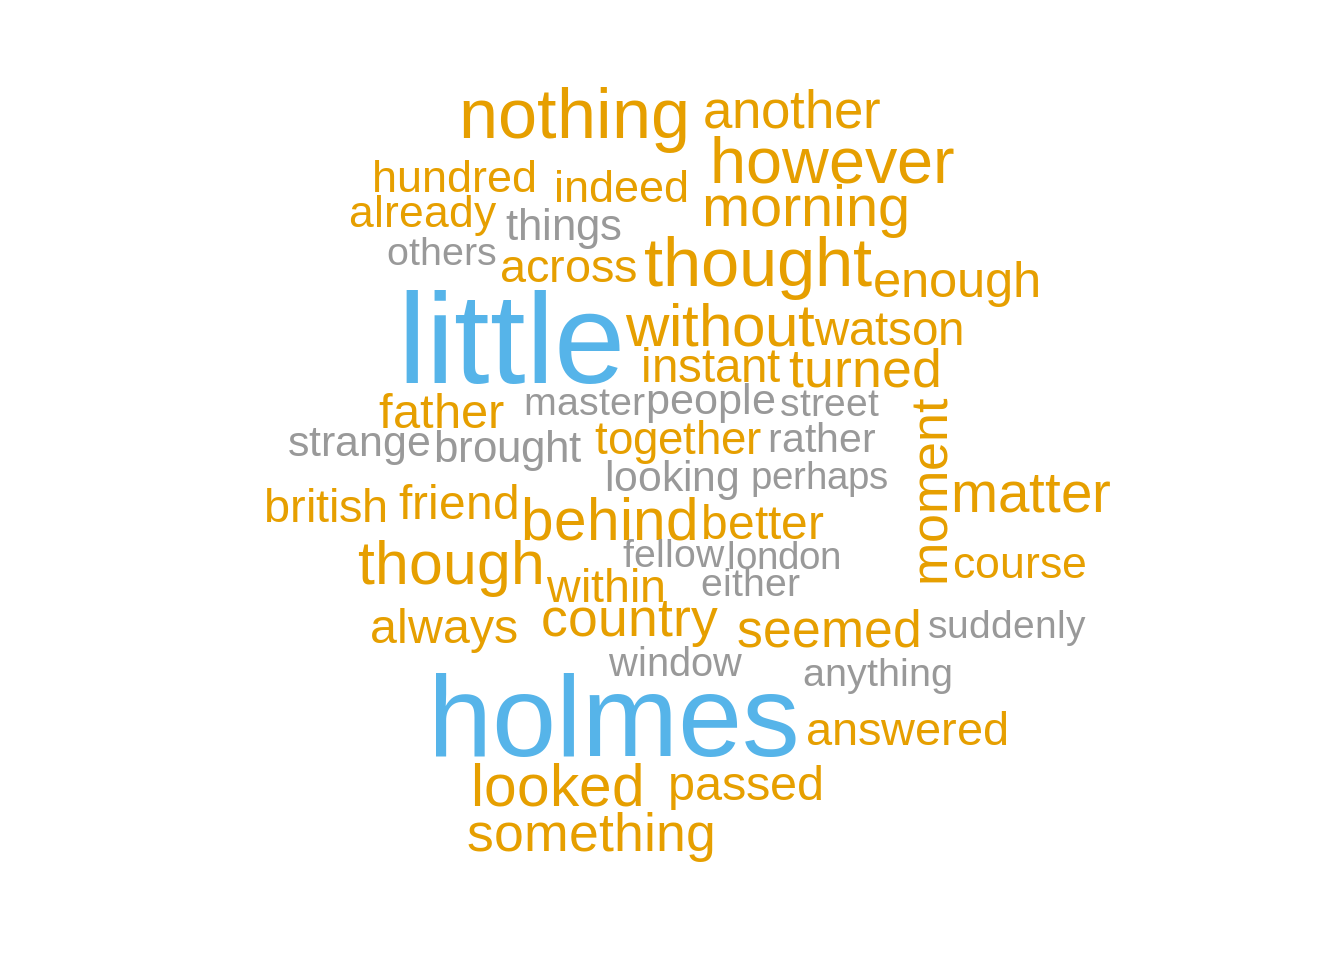 nothing another
however
hundred indeed
already things morning
others across thought enough
little without watson
instant turned
father master people street
strange brought together rather
looking perhaps
moment
british friend behind better matter
though fellow london course
within either
always country seemed suddenly
window anything
holmes answered
looked passed
something